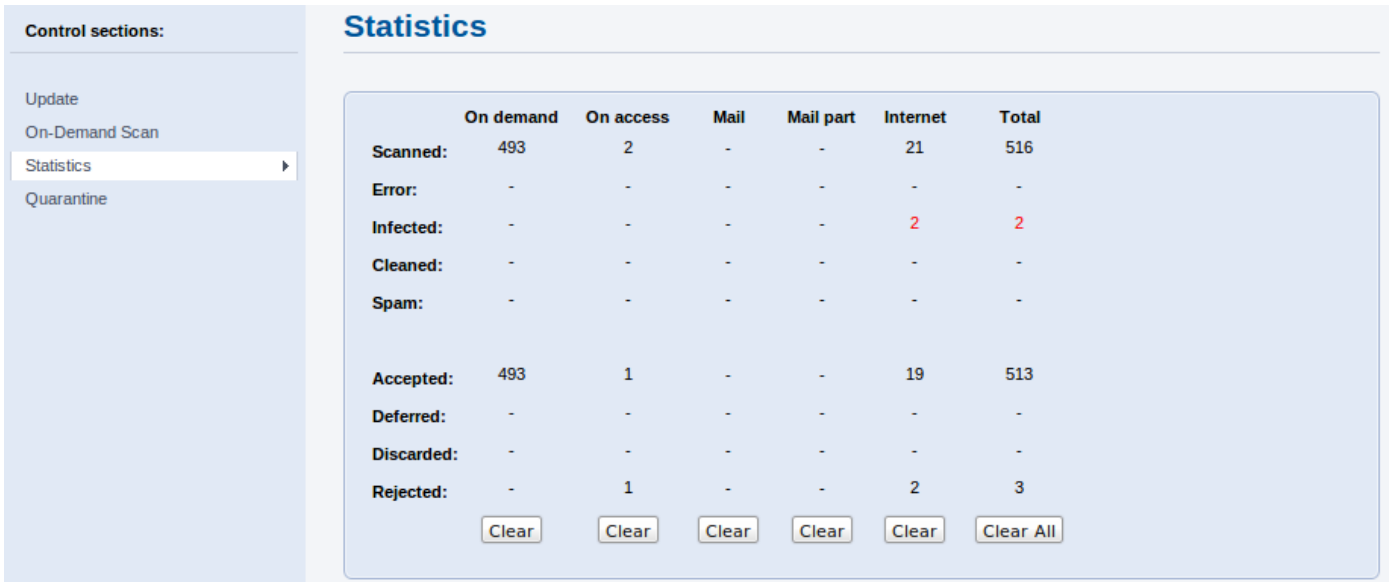 Control sections:
Update
On-Demand Scan
Statistics
Quarantine
Statistics
On demand On access Mail Mail part Internet Total
Scanned: 493 2 - - 21 516
Error: - - - - - -
Infected: - - - - 2 2
Cleaned: - - - - - -
Spam: - - - - - -
Accepted: 493 1 - - 19 513
Deferred: - - - - - -
Discarded: - - - - - -
Rejected: - 1 - - 2 3
Clear Clear Clear Clear Clear Clear All